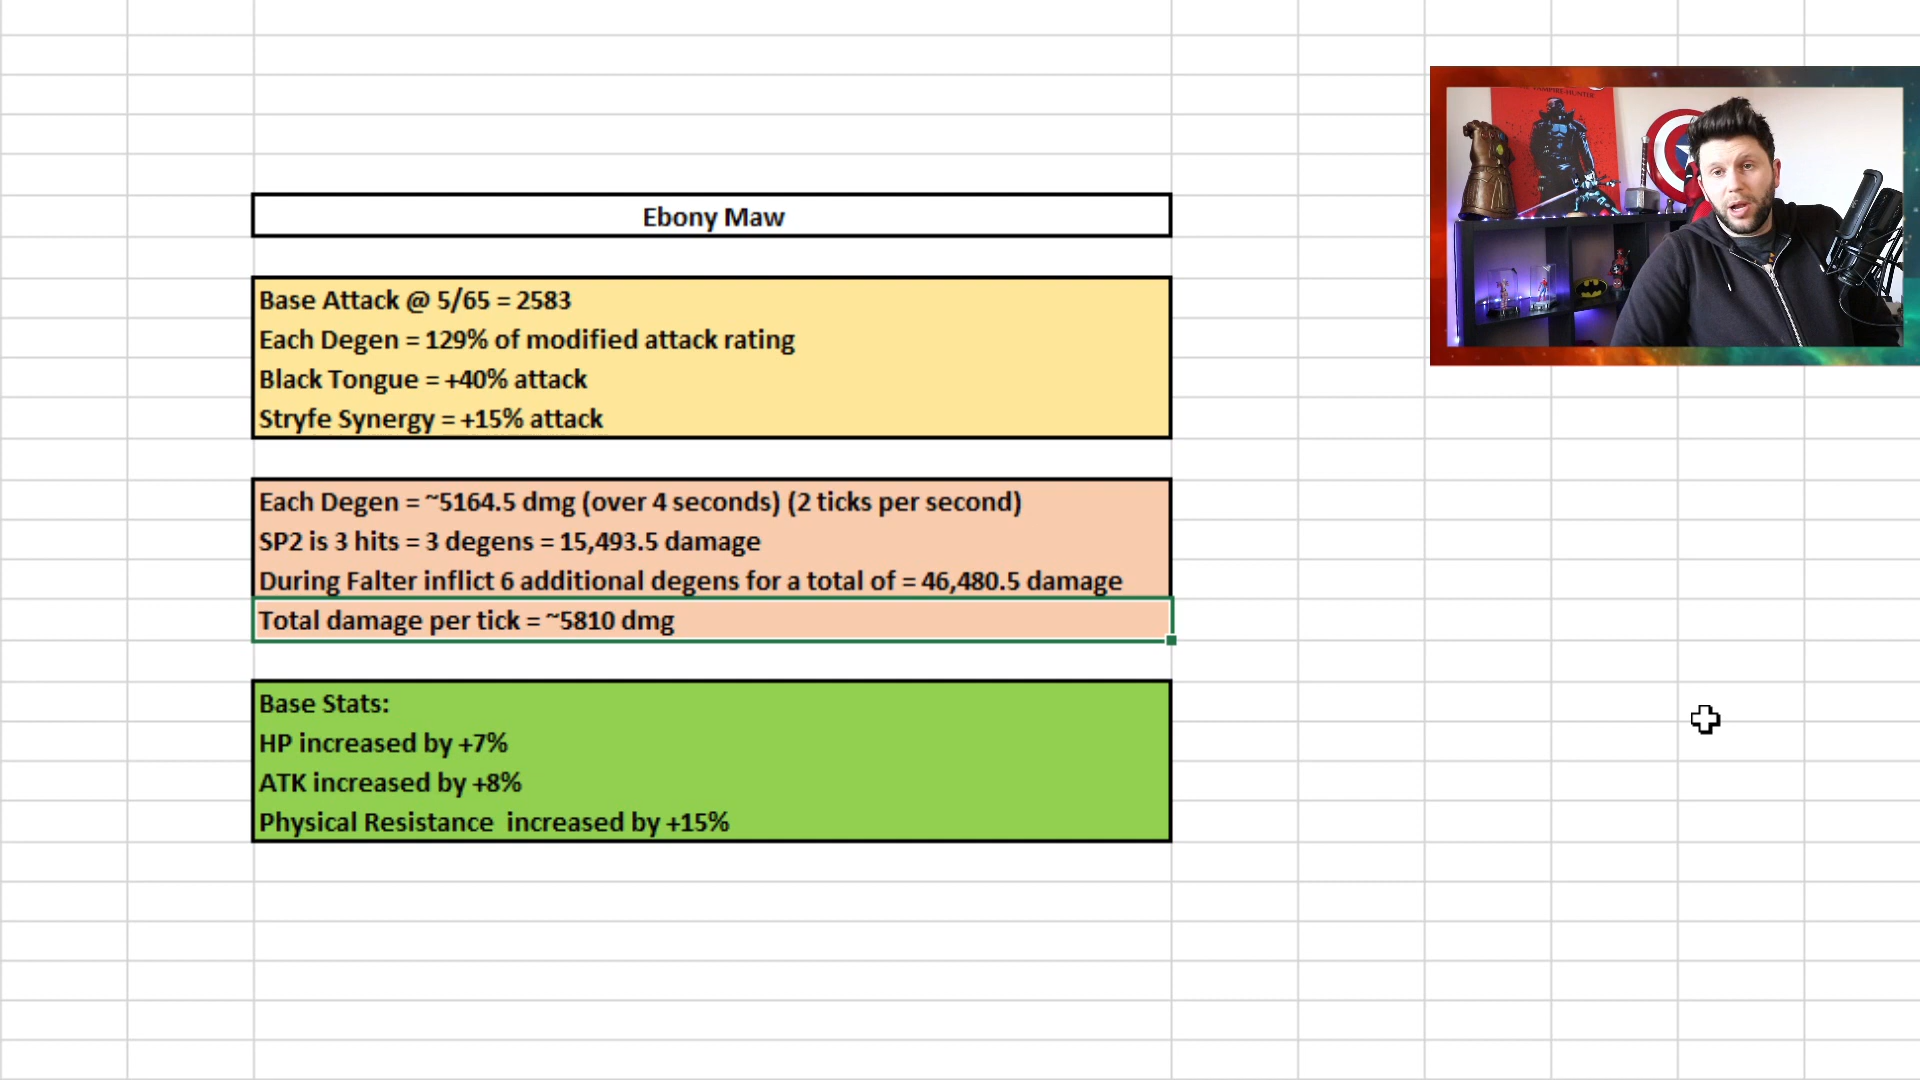 Ebony Maw
Base Attack @ 5/65 = 2583
Each Degen = 129% of modified attack rating
Black Tongue = +40% attack
Stryfe Synergy = +15% attack
Each Degen = ~5164.5 dmg (over 4 seconds) (2 ticks per second)
SP2 is 3 hits = 3 degens = 15,493.5 damage
During Falter inflict 6 additional degens for a total of = 46,480.5 damage
Total damage per tick = ~5810 dmg
Base Stats:
HP increased by +7%
ATK increased by +8%
Physical Resistance  increased by +15%
VAMPIRE HUNTER